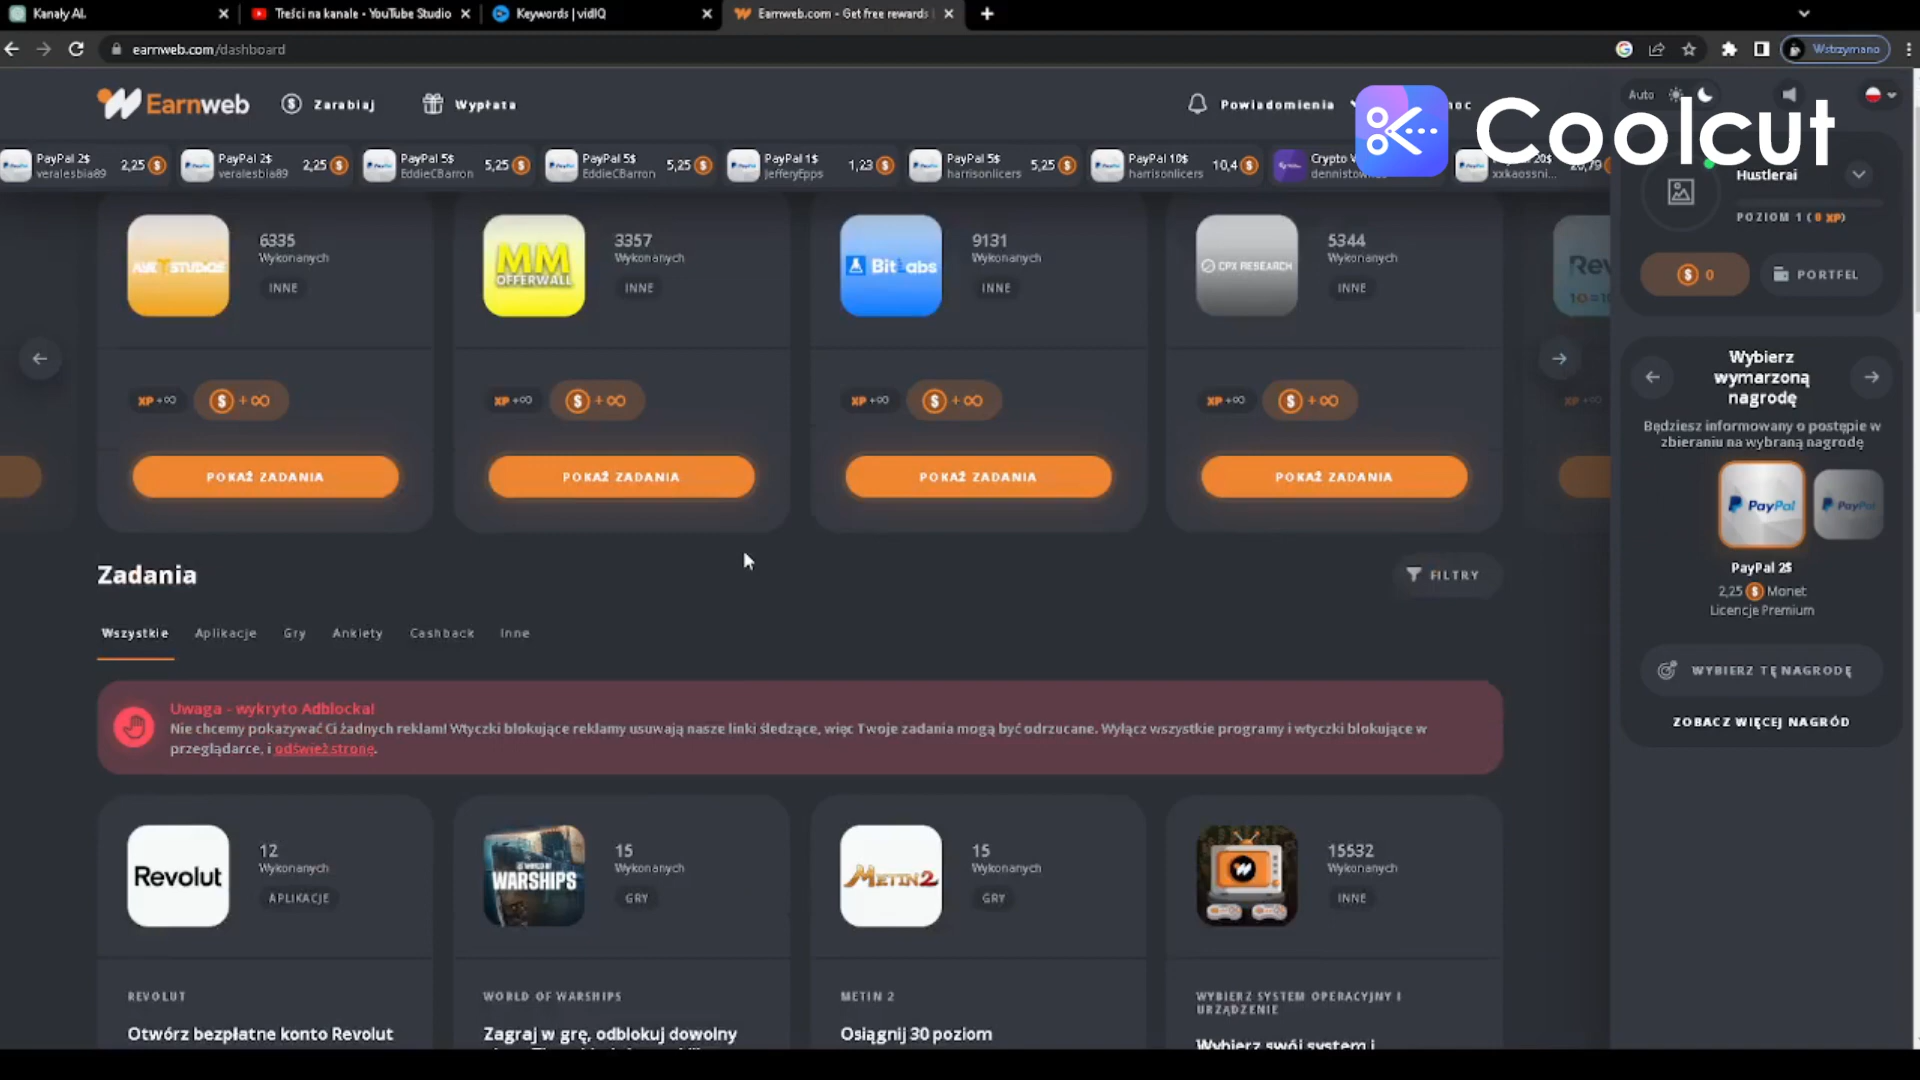 Kanały AI.
Treści na kanale - YouTube Studio
Keywords | vidIQ
Earnweb.com - Get free rewards
earnweb.com/dashboard
Wstrzymano
Earnweb
Zarabiaj
Wypłata
Powiadomienia
Auto
Coolcut
PayPal 2$
veralesbia89
2,25
PayPal 2$
veralesbia89
2,25
PayPal 5$
EddieCBarron
5,25
PayPal 5$
EddieCBarron
5,25
PayPal 1$
JefferyEpps
1,23
PayPal 5$
harrisonlicers
5,25
PayPal 10$
harrisonlicers
10,4
Crypto
xxkaossni...
Hustlerai
POZIOM 1 (0 XP)
0
PORTFEL
AYET STUDIOS
6335
Wykonanych
INNE
MM
OFFERWALL
3357
Wykonanych
INNE
BitLabs
9131
Wykonanych
INNE
CPX RESEARCH
5344
Wykonanych
INNE
XP +∞
$ + ∞
XP +∞
$ + ∞
XP +∞
$ + ∞
XP +∞
$ + ∞
POKAŻ ZADANIA
POKAŻ ZADANIA
POKAŻ ZADANIA
POKAŻ ZADANIA
Wybierz
wymarzoną
nagrodę
Będziesz informowany o postępie w
zbieraniu na wybraną nagrodę
PayPal
PayPal
PayPal 2$
2,25 $ Monet
Licencje Premium
WYBIERZ TĘ NAGRODĘ
ZOBACZ WIĘCEJ NAGRÓD
Zadania
FILTRY
Wszystkie
Aplikacje
Gry
Ankiety
Cashback
Inne
Uwaga - wykryto Adblocka!
Nie chcemy pokazywać Ci żadnych reklam! Wtyczki blokujące reklamy usuwają nasze linki śledzące, więc Twoje zadania mogą być odrzucane. Wyłącz wszystkie programy i wtyczki blokujące w
przeglądarce, i odśwież stronę.
Revolut
12
Wykonanych
APLIKACJE
WORLD OF
WARSHIPS
15
Wykonanych
GRY
METIN2
15
Wykonanych
GRY
15532
Wykonanych
INNE
REVOLUT
Otwórz bezpłatne konto Revolut
WORLD OF WARSHIPS
Zagraj w grę, odblokuj dowolny
METIN 2
Osiągnij 30 poziom
WYBIERZ SYSTEM OPERACYJNY I
URZĄDZENIE
Wybierz swój system i